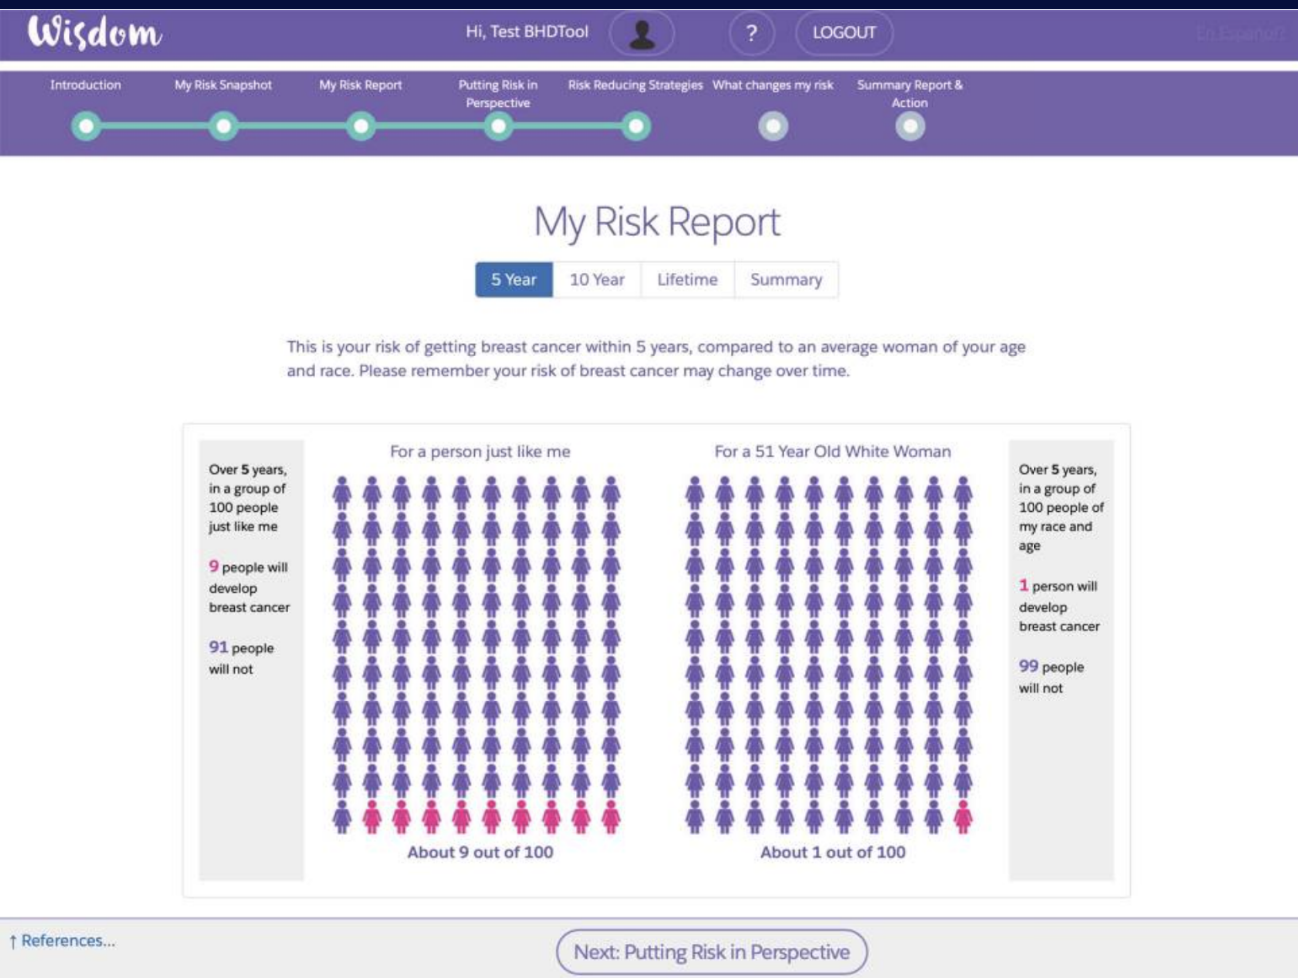 Wisdom
Hi, Test BHDTool
?
LOGOUT
En Español?
Introduction
My Risk Snapshot
My Risk Report
Putting Risk in
Perspective
Risk Reducing Strategies
What changes my risk
Summary Report &
Action
My Risk Report
5 Year
10 Year
Lifetime
Summary
This is your risk of getting breast cancer within 5 years, compared to an average woman of your age
and race. Please remember your risk of breast cancer may change over time.
Over 5 years,
in a group of
100 people
just like me
9 people will
develop
breast cancer
91 people
will not
For a person just like me
About 9 out of 100
For a 51 Year Old White Woman
About 1 out of 100
Over 5 years,
in a group of
100 people of
my race and
age
1 person will
develop
breast cancer
99 people
will not
↑ References...
Next: Putting Risk in Perspective